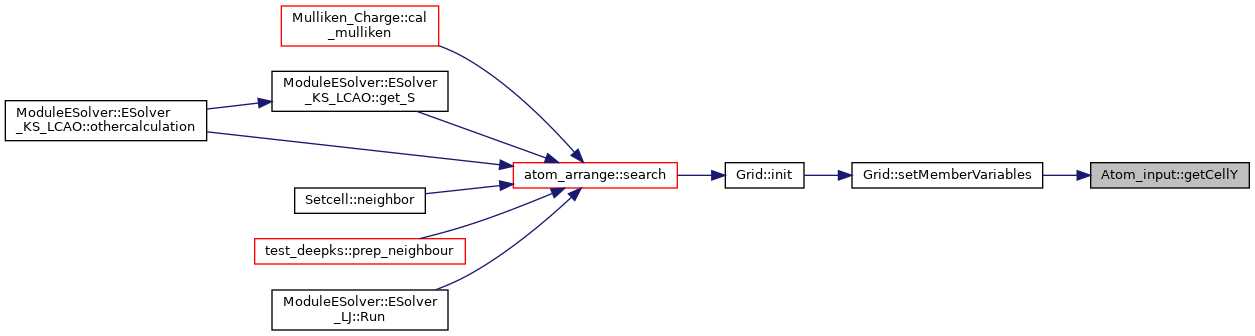 Mulliken_Charge::cal
_mulliken
ModuleESolver::ESolver
_KS_LCAO::get_S
ModuleESolver::ESolver
_KS_LCAO::othercalculation
atom_arrange::search
Grid::init
Grid::setMemberVariables
Atom_input::getCellY
Setcell::neighbor
test_deepks::prep_neighbour
ModuleESolver::ESolver
_LJ::Run